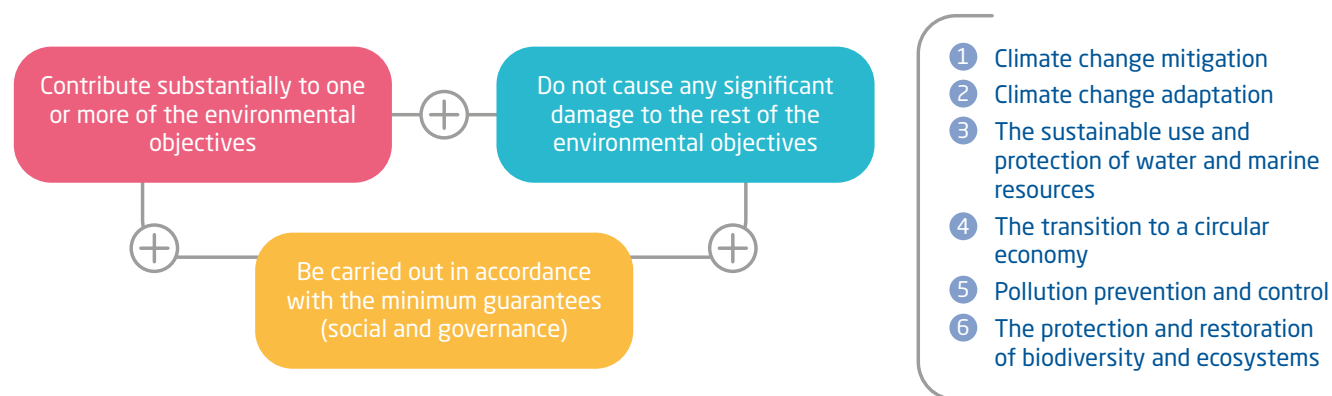 Contribute substantially to one
or more of the environmental
objectives
Do not cause any significant
damage to the rest of the
environmental objectives
Be carried out in accordance
with the minimum guarantees
(social and governance)
1 Climate change mitigation
2 Climate change adaptation
3 The sustainable use and
protection of water and marine
resources
4 The transition to a circular
economy
5 Pollution prevention and control
6 The protection and restoration
of biodiversity and ecosystems